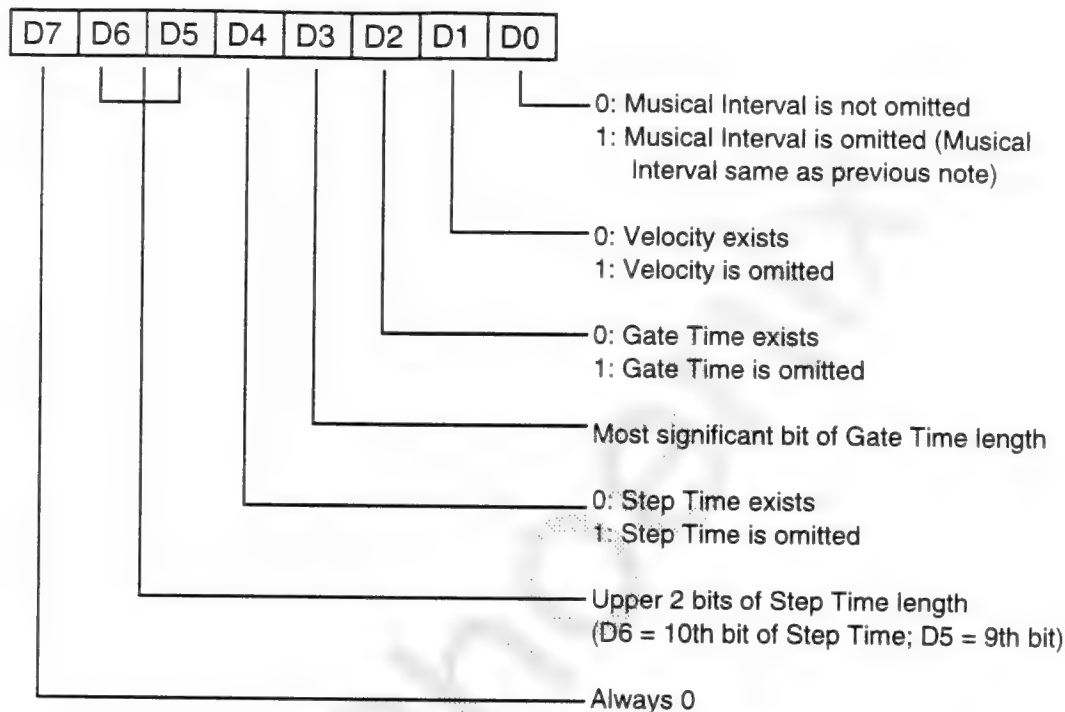 D7 D6 D5 D4 D3 D2 D1 D0
0: Musical Interval is not omitted
1: Musical Interval is omitted (Musical
Interval same as previous note)
0: Velocity exists
1: Velocity is omitted
0: Gate Time exists
1: Gate Time is omitted
Most significant bit of Gate Time length
0: Step Time exists
1: Step Time is omitted
Upper 2 bits of Step Time length
(D6 = 10th bit of Step Time; D5 = 9th bit)
Always 0